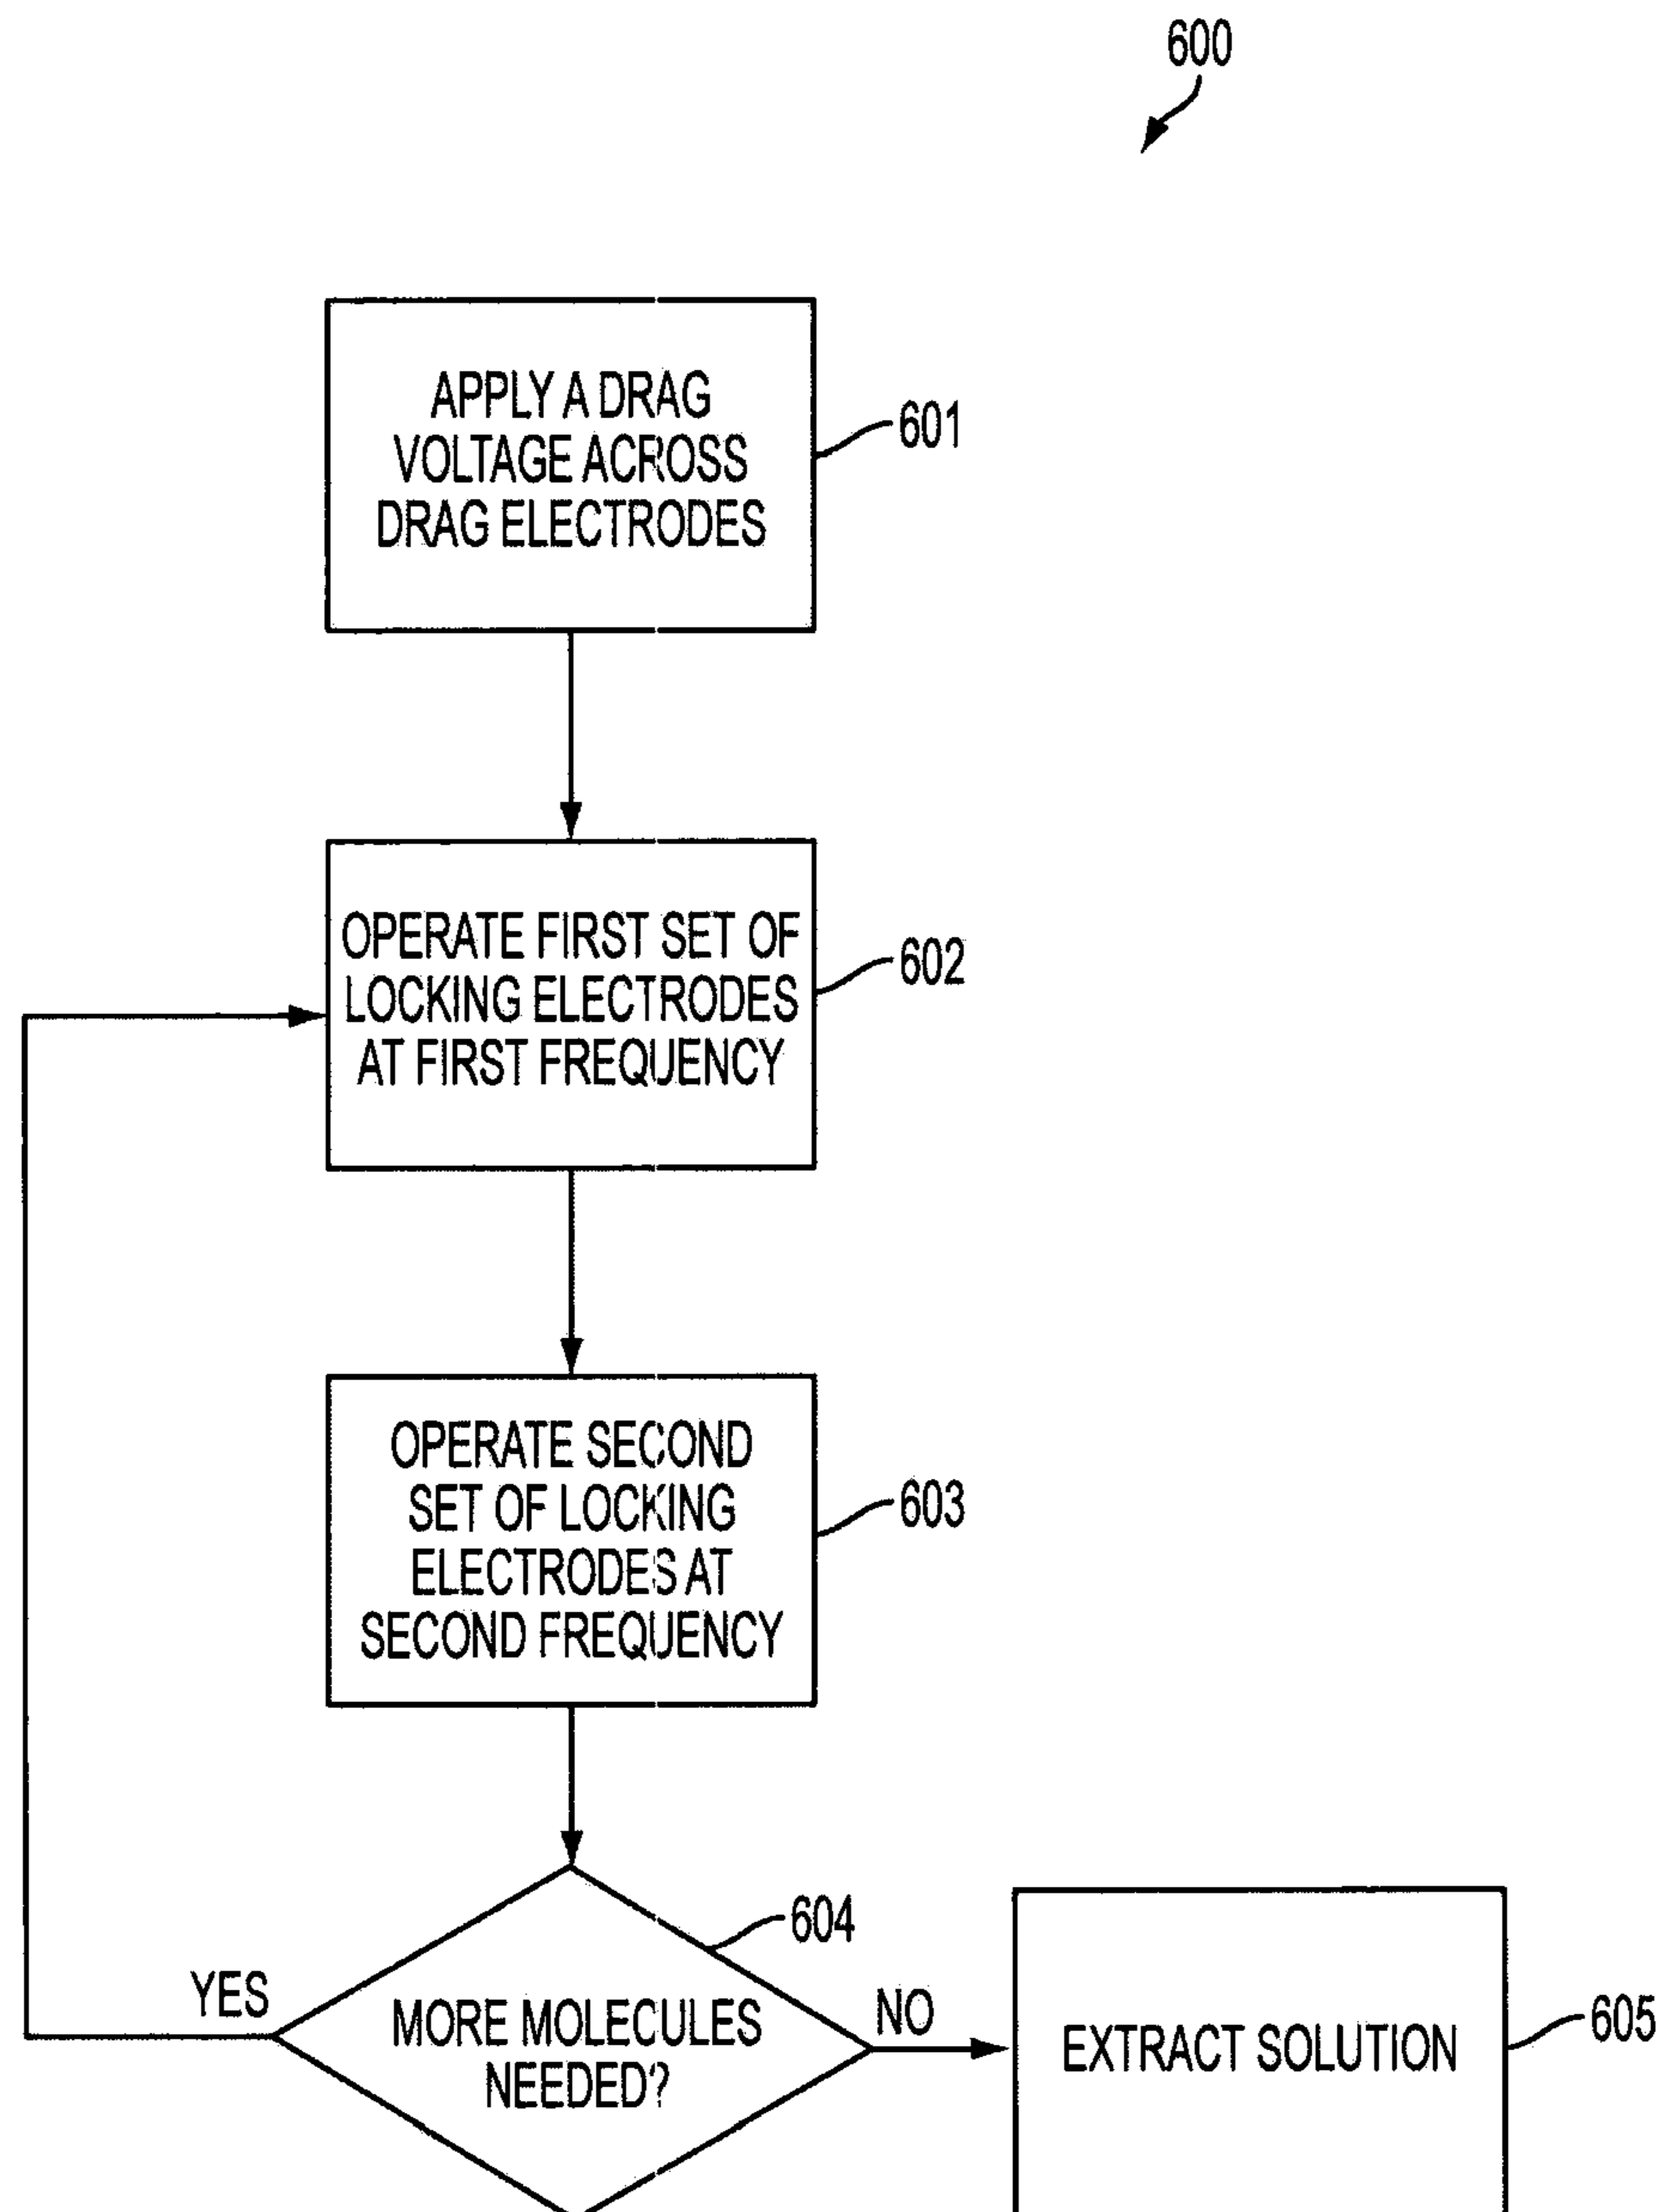 600
APPLY A DRAG
VOLTAGE ACROSS
DRAG ELECTRODES
601
OPERATE FIRST SET OF
LOCKING ELECTRODES
AT FIRST FREQUENCY
602
OPERATE SECOND
SET OF LOCKING
ELECTRODES AT
SECOND FREQUENCY
603
604
YES
MORE MOLECULES
NEEDED?
NO
EXTRACT SOLUTION
605